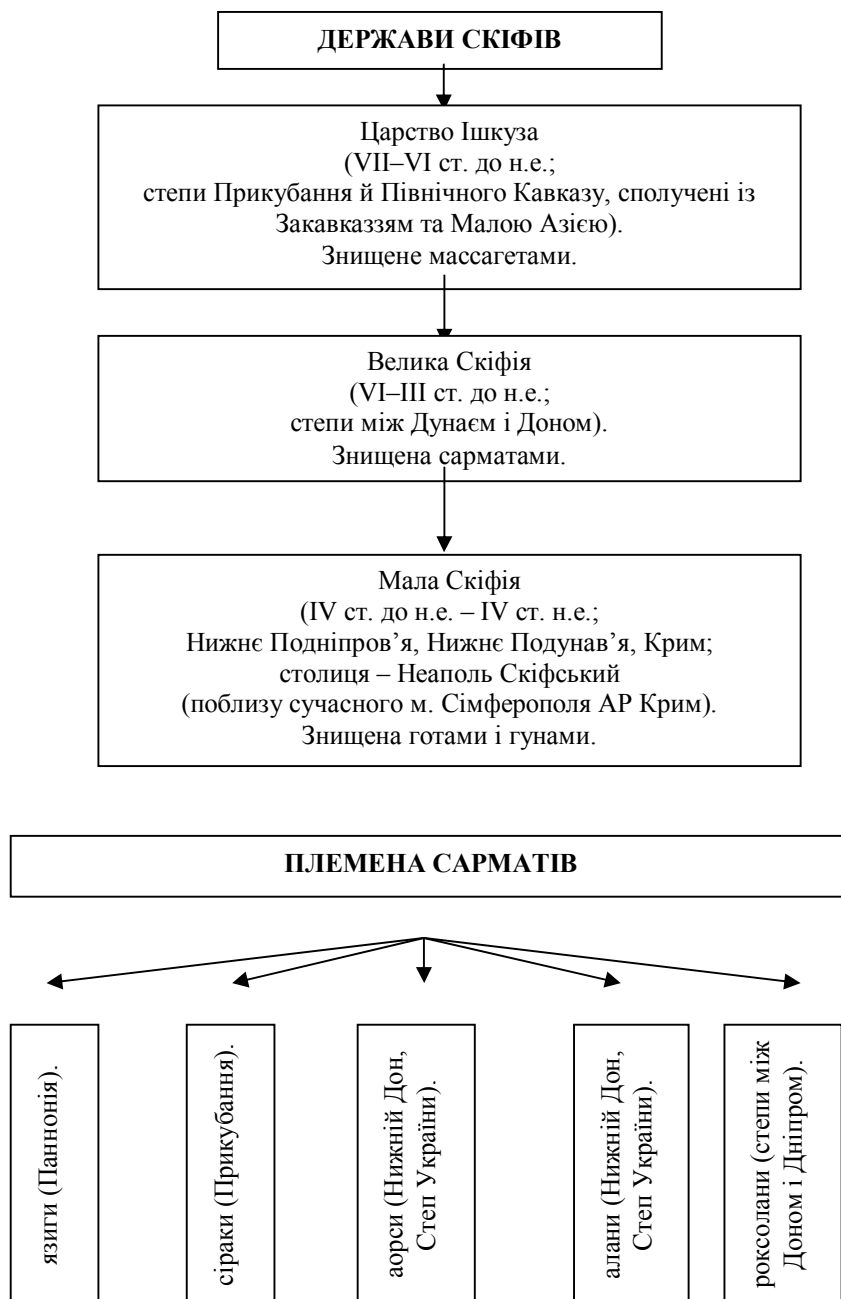 ДЕРЖАВИ СКІФІВ
Царство Ішкуза
(VII–VI ст. до н.е.;
степи Прикубання й Північного Кавказу, сполучені із
Закавказзям та Малою Азією).
Знищене массагетами.
Велика Скіфія
(VI–III ст. до н.е.;
степи між Дунаєм і Доном).
Знищена сарматами.
Мала Скіфія
(IV ст. до н.е. – IV ст. н.е.;
Нижнє Подніпров’я, Нижнє Подунав’я, Крим;
столиця – Неаполь Скіфський
(поблизу сучасного м. Сімферополя АР Крим).
Знищена готами і гунами.
ПЛЕМЕНА САРМАТІВ
язиги (Паннонія).
сіраки (Прикубання).
аорси (Нижній Дон,
Степ України).
алани (Нижній Дон,
Степ України).
роксолани (степи між
Доном і Дніпром).